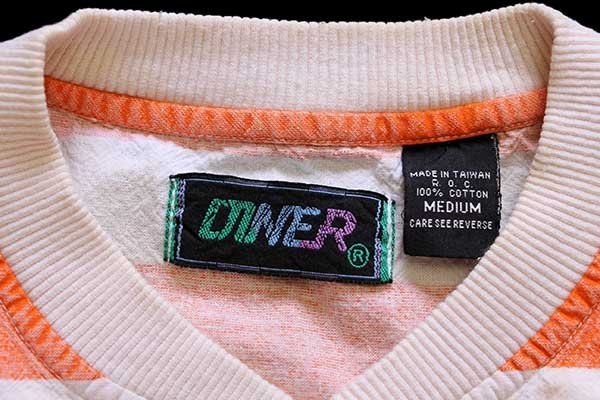 DINER ®
MADE IN TAIWAN
R. O. C.
100% COTTON
MEDIUM
CARE SEE REVERSE